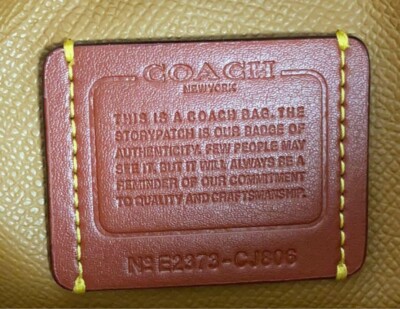 COACH
NEW YORK
THIS IS A COACH BAG. THE
STORYPATCH IS OUR BADGE OF
AUTHENTICITY. FEW PEOPLE MAY
SEE IT, BUT IT WILL ALWAYS BE A
REMINDER OF OUR COMMITMENT
TO QUALITY AND CRAFTSMANSHIP.
Nº E2373-CJ806